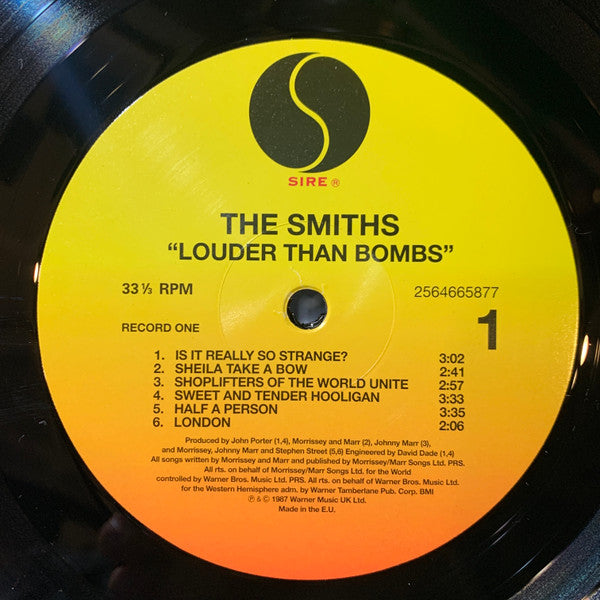 SIRE ®
THE SMITHS
“LOUDER THAN BOMBS”
33 ⅓ RPM
2564665877
RECORD ONE
1
1. IS IT REALLY SO STRANGE? 3:02
2. SHEILA TAKE A BOW 2:41
3. SHOPLIFTERS OF THE WORLD UNITE 2:57
4. SWEET AND TENDER HOOLIGAN 3:33
5. HALF A PERSON 3:35
6. LONDON 2:06
Produced by John Porter (1,4), Morrissey and Marr (2), Johnny Marr (3),
and Morrissey, Johnny Marr and Stephen Street (5,6) Engineered by David Dade (1,4)
All songs written by Morrissey and Marr and published by Morrissey/Marr Songs Ltd. PRS.
All rts. on behalf of Morrissey/Marr Songs Ltd. for the World
controlled by Warner Bros. Music Ltd. PRS. All rts. on behalf of Warner Bros. Music Ltd.
for the Western Hemisphere adm. by Warner Tamberlane Pub. Corp. BMI
℗ & © 1987 Warner Music UK Ltd.
Made in the E.U.